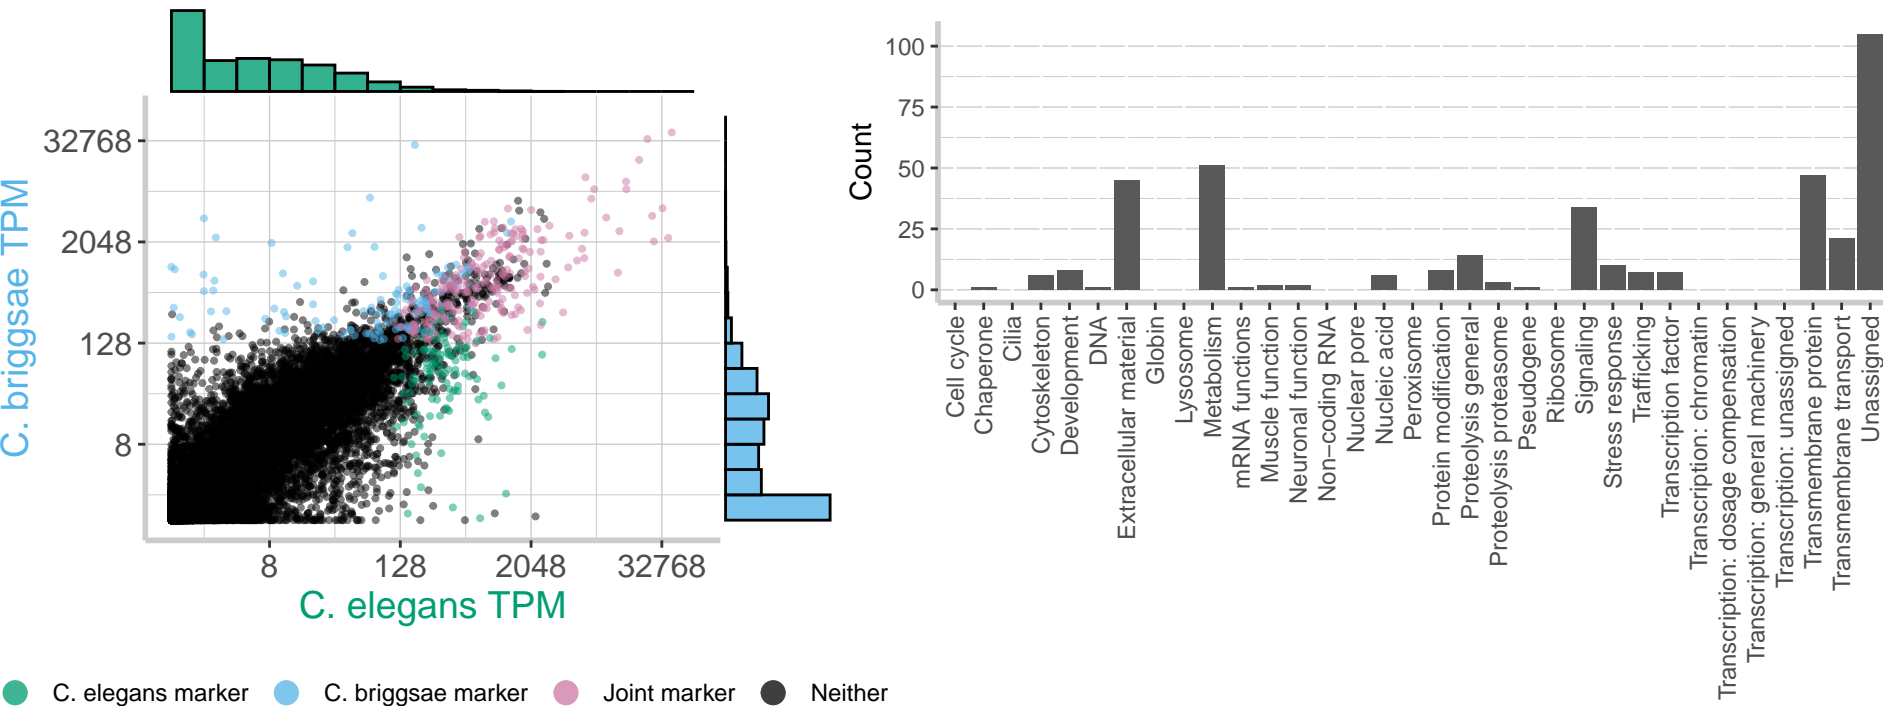 32768
2048
128
8
C. briggsae TPM
8
128
2048
32768
C. elegans TPM
C. elegans marker
C. briggsae marker
Joint marker
Neither
Count
100
75
50
25
0
Cell cycle
Chaperone
Cilia
Cytoskeleton
Development
DNA
Extracellular material
Globin
Lysosome
Metabolism
mRNA functions
Muscle function
Neuronal function
Non−coding RNA
Nuclear pore
Nucleic acid
Peroxisome
Protein modification
Proteolysis general
Proteolysis proteasome
Pseudogene
Ribosome
Signaling
Stress response
Trafficking
Transcription factor
Transcription: chromatin
Transcription: dosage compensation
Transcription: general machinery
Transcription: unassigned
Transmembrane protein
Transmembrane transport
Unassigned